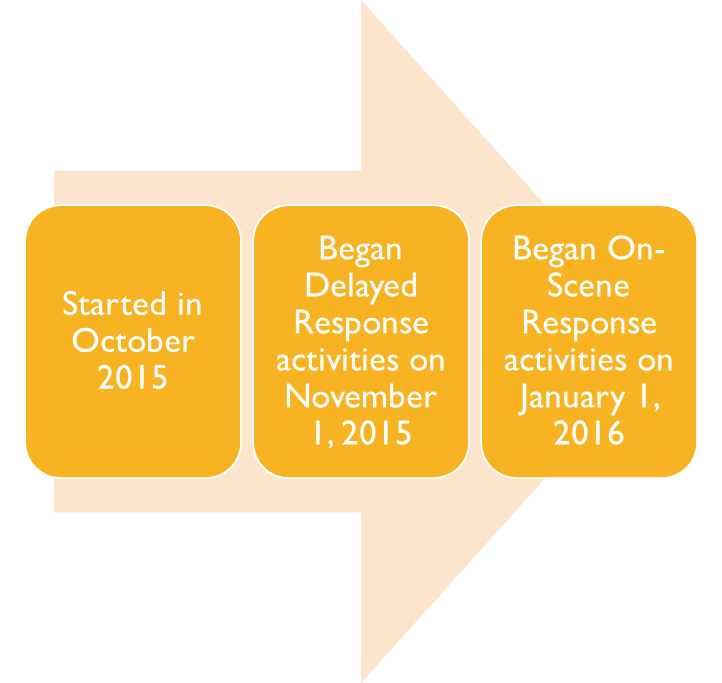 Started in
October
2015
Began
Delayed
Response
activities on
November
1, 2015
Began On-
Scene
Response
activities on
January 1,
2016